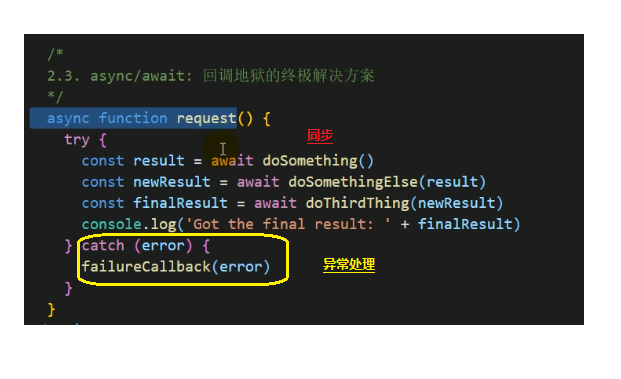 /*
2.3. async/await: 回调地狱的终极解决方案
*/
async function request() {
try {
同步
const result = await doSomething()
const newResult = await doSomethingElse(result)
const finalResult = await doThirdThing(newResult)
console.log('Got the final result: ' + finalResult)
} catch (error) {
failureCallback(error)
异常处理
}
}